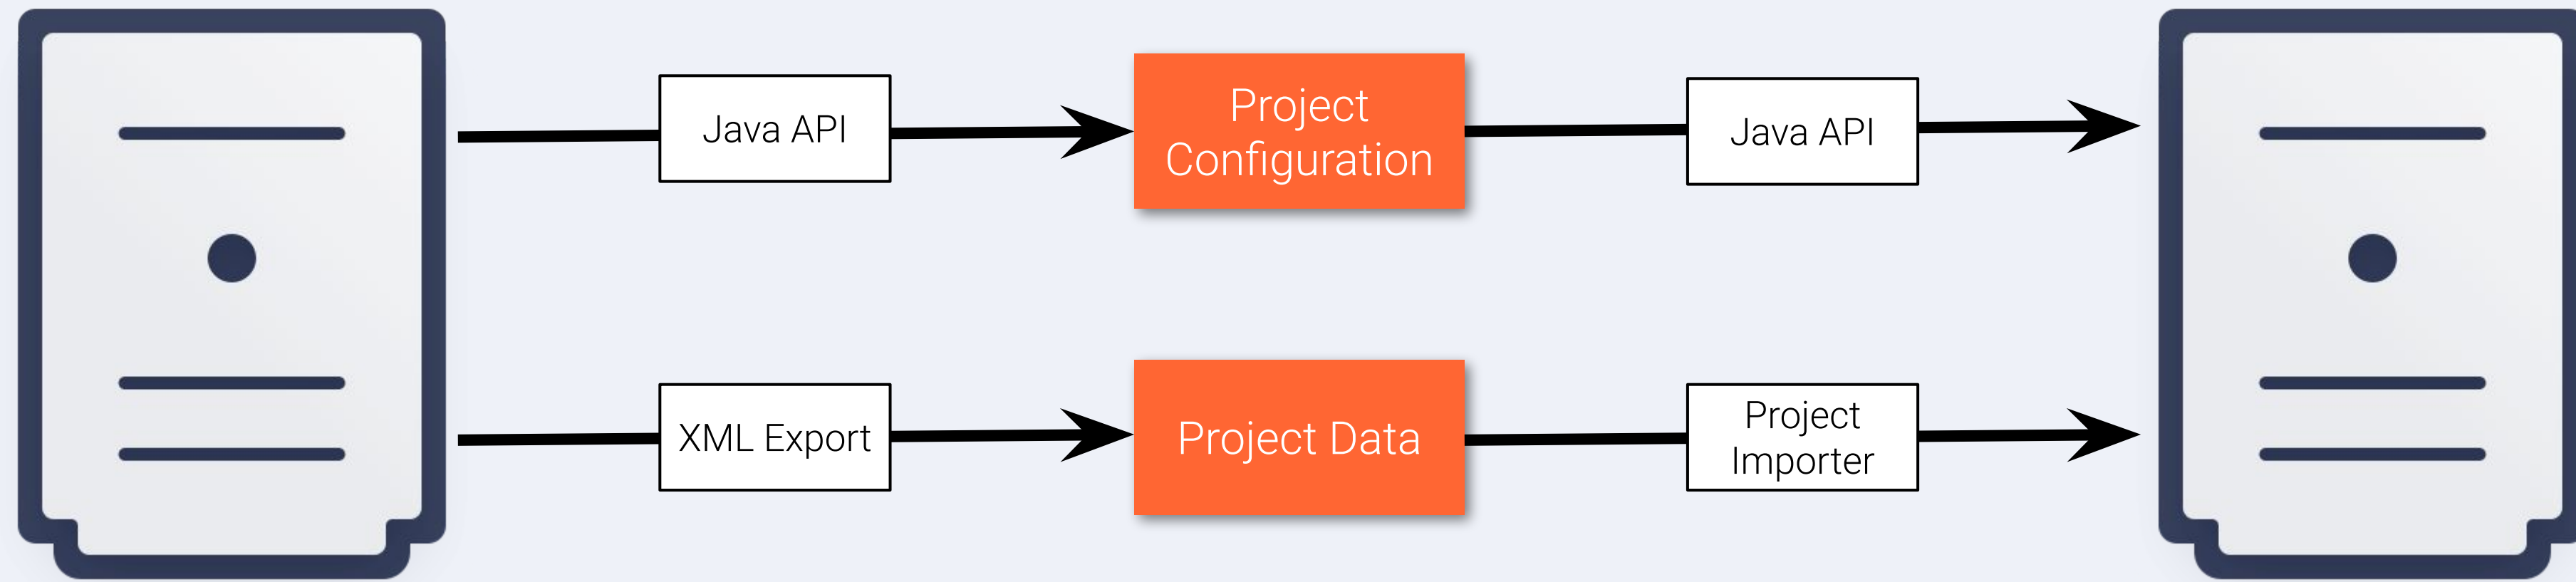 Java API
Project
Configuration
Java API
XML Export
Project Data
Project
Importer